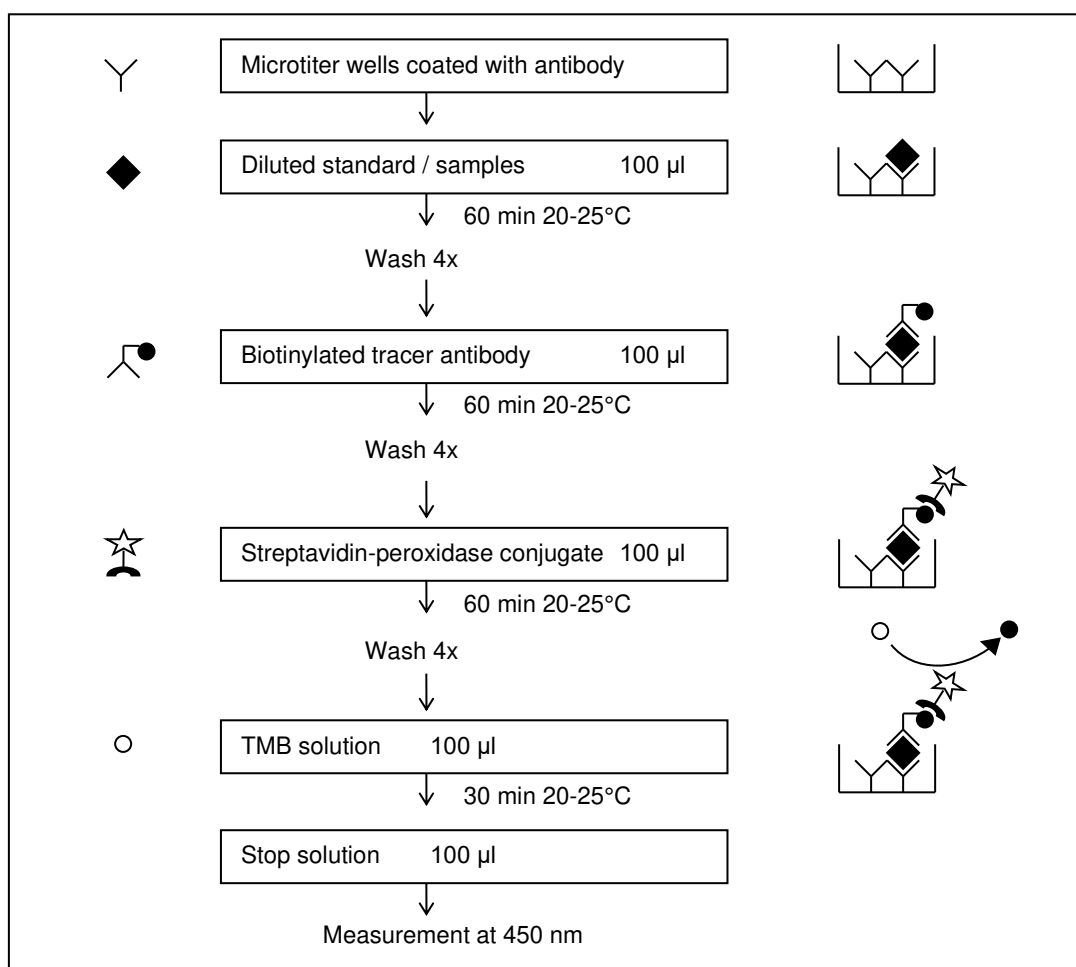 Microtiter wells coated with antibody
Diluted standard / samples 100 µl
60 min 20-25°C
Wash 4x
Biotinylated tracer antibody 100 µl
60 min 20-25°C
Wash 4x
Streptavidin-peroxidase conjugate 100 µl
60 min 20-25°C
Wash 4x
TMB solution 100 µl
30 min 20-25°C
Stop solution 100 µl
Measurement at 450 nm